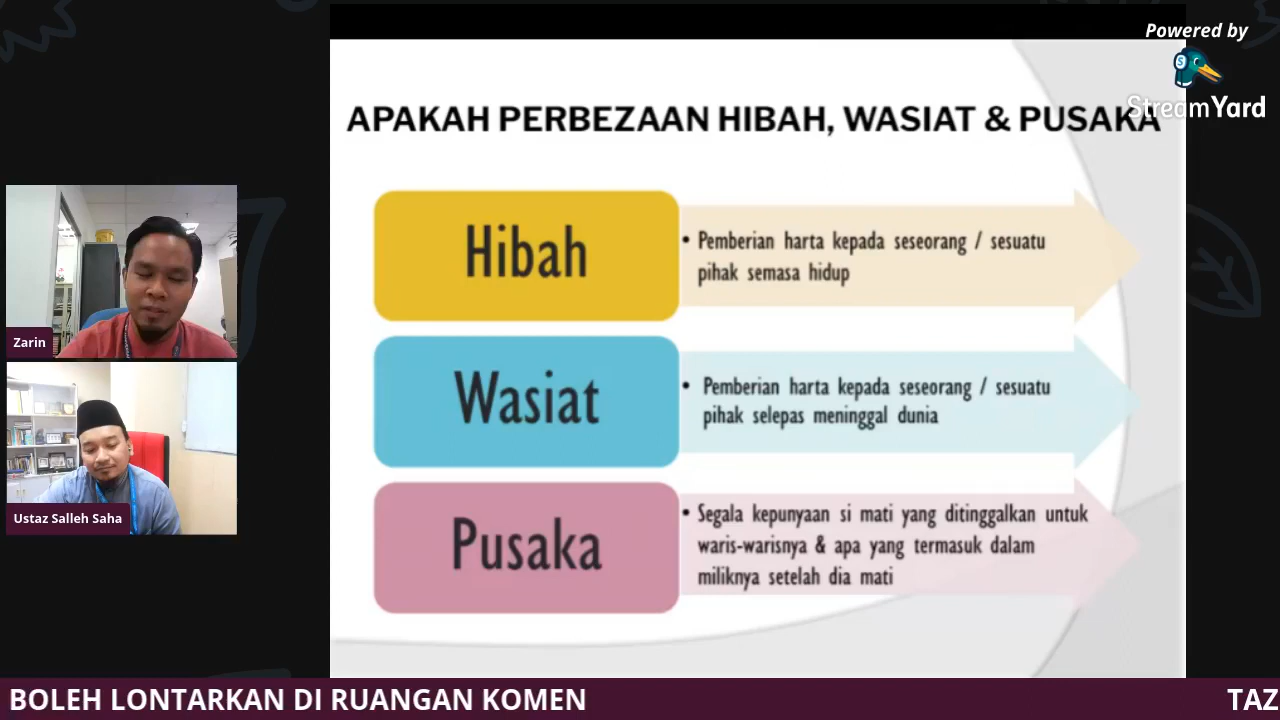 Powered by
StreamYard
APAKAH PERBEZAAN HIBAH, WASIAT & PUSAKA
Hibah
• Pemberian harta kepada seseorang / sesuatu
pihak semasa hidup
Wasiat
• Pemberian harta kepada seseorang / sesuatu
pihak selepas meninggal dunia
Pusaka
• Segala kepunyaan si mati yang ditinggalkan untuk
waris-warisnya & apa yang termasuk dalam
miliknya setelah dia mati
Zarin
Ustaz Salleh Saha
BOLEH LONTARKAN DI RUANGAN KOMEN
TAZ